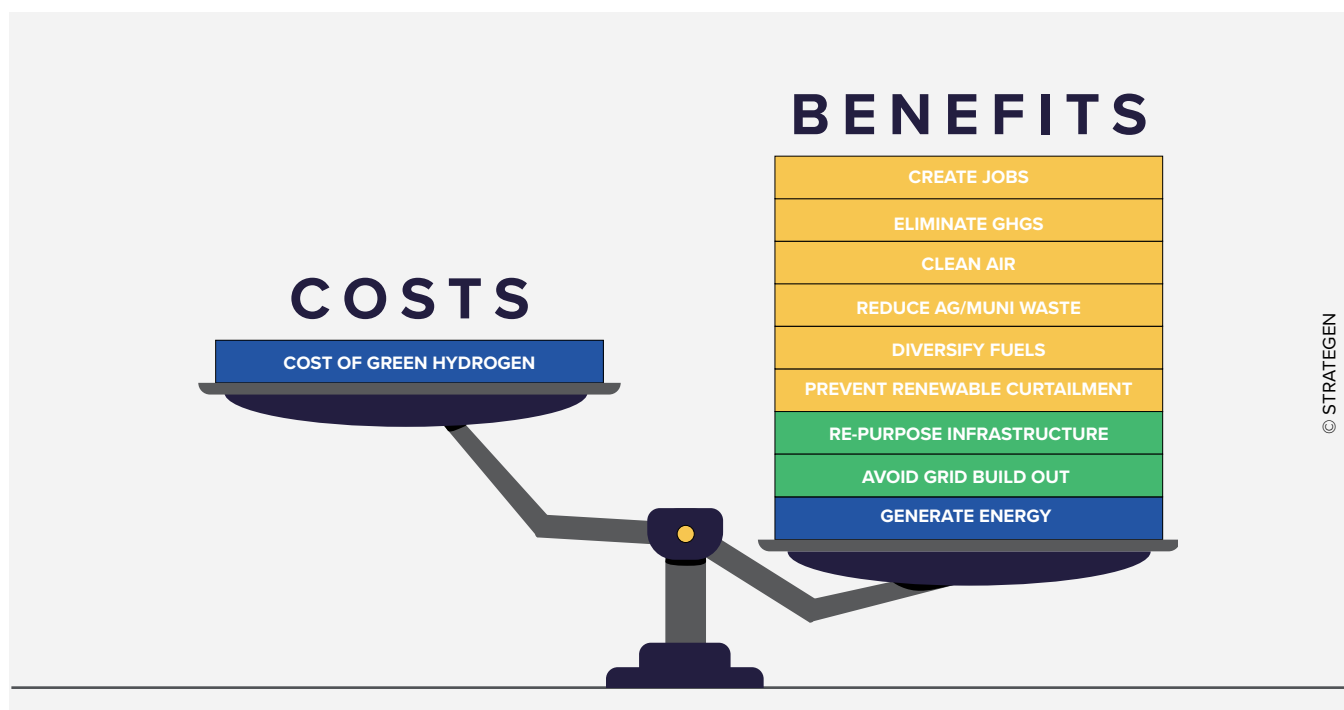 BENEFITS
CREATE JOBS
ELIMINATE GHGS
CLEAN AIR
REDUCE AG/MUNI WASTE
DIVERSIFY FUELS
PREVENT RENEWABLE CURTAILMENT
RE-PURPOSE INFRASTRUCTURE
AVOID GRID BUILD OUT
GENERATE ENERGY
COSTS
COST OF GREEN HYDROGEN
© STRATEGEN